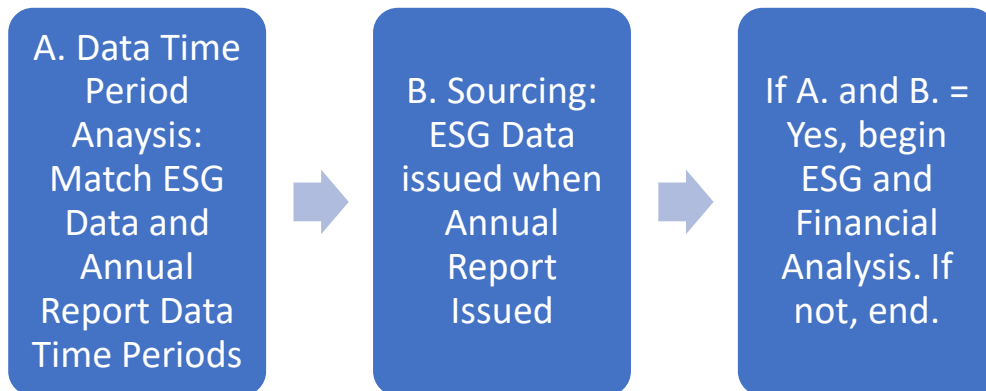 A. Data Time
Period
Anaysis:
Match ESG
Data and
Annual
Report Data
Time Periods
B. Sourcing:
ESG Data
issued when
Annual
Report
Issued
If A. and B. =
Yes, begin
ESG and
Financial
Analysis. If
not, end.